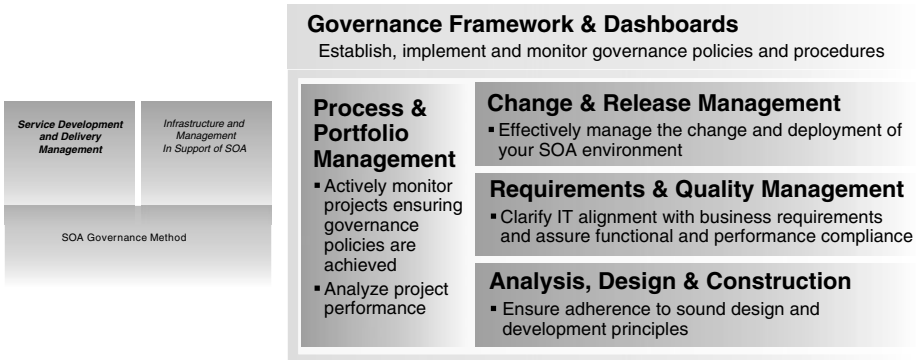 Governance Framework & Dashboards
Establish, implement and monitor governance policies and procedures
Service Development
and Delivery
Management
Infrastructure and
Management
In Support of SOA
SOA Governance Method
Process &
Portfolio
Management
▪ Actively monitor
projects ensuring
governance
policies are
achieved
▪ Analyze project
performance
Change & Release Management
▪ Effectively manage the change and deployment of
your SOA environment
Requirements & Quality Management
▪ Clarify IT alignment with business requirements
and assure functional and performance compliance
Analysis, Design & Construction
▪ Ensure adherence to sound design and
development principles